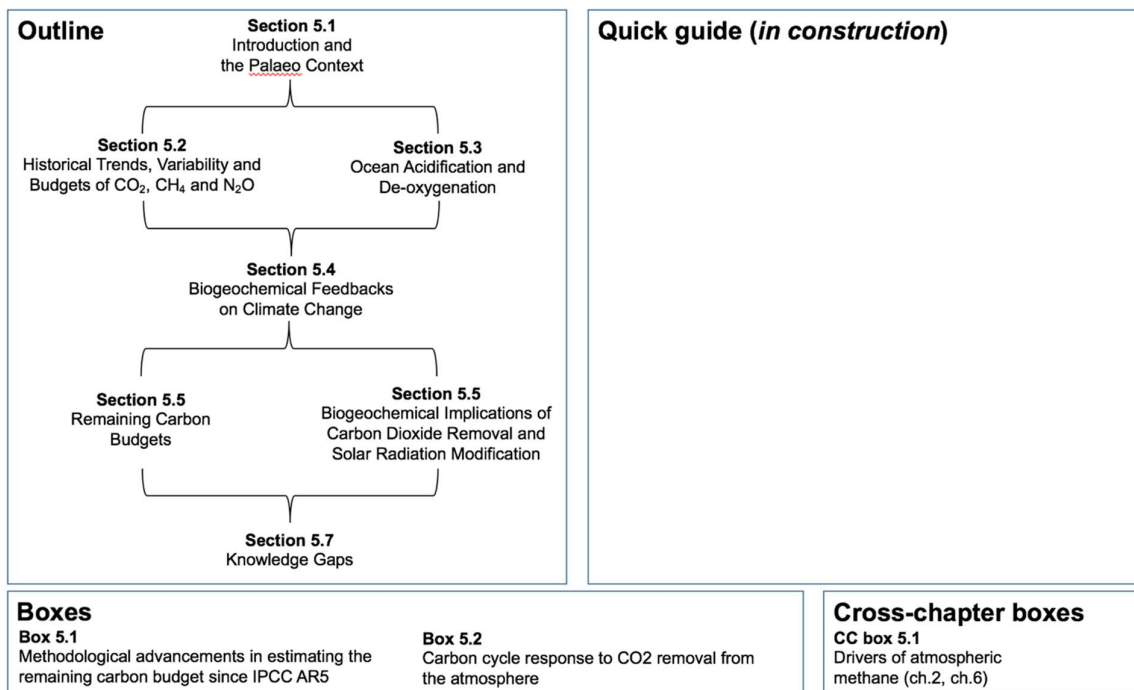 Outline
Section 5.1
Introduction and
the Palaeo Context
Section 5.2
Historical Trends, Variability and
Budgets of CO₂, CH₄ and N₂O
Section 5.3
Ocean Acidification and
De-oxygenation
Section 5.4
Biogeochemical Feedbacks
on Climate Change
Section 5.5
Remaining Carbon
Budgets
Section 5.5
Biogeochemical Implications of
Carbon Dioxide Removal and
Solar Radiation Modification
Section 5.7
Knowledge Gaps
Quick guide (in construction)
Boxes
Box 5.1
Methodological advancements in estimating the
remaining carbon budget since IPCC AR5
Box 5.2
Carbon cycle response to CO2 removal from
the atmosphere
Cross-chapter boxes
CC box 5.1
Drivers of atmospheric
methane (ch.2, ch.6)